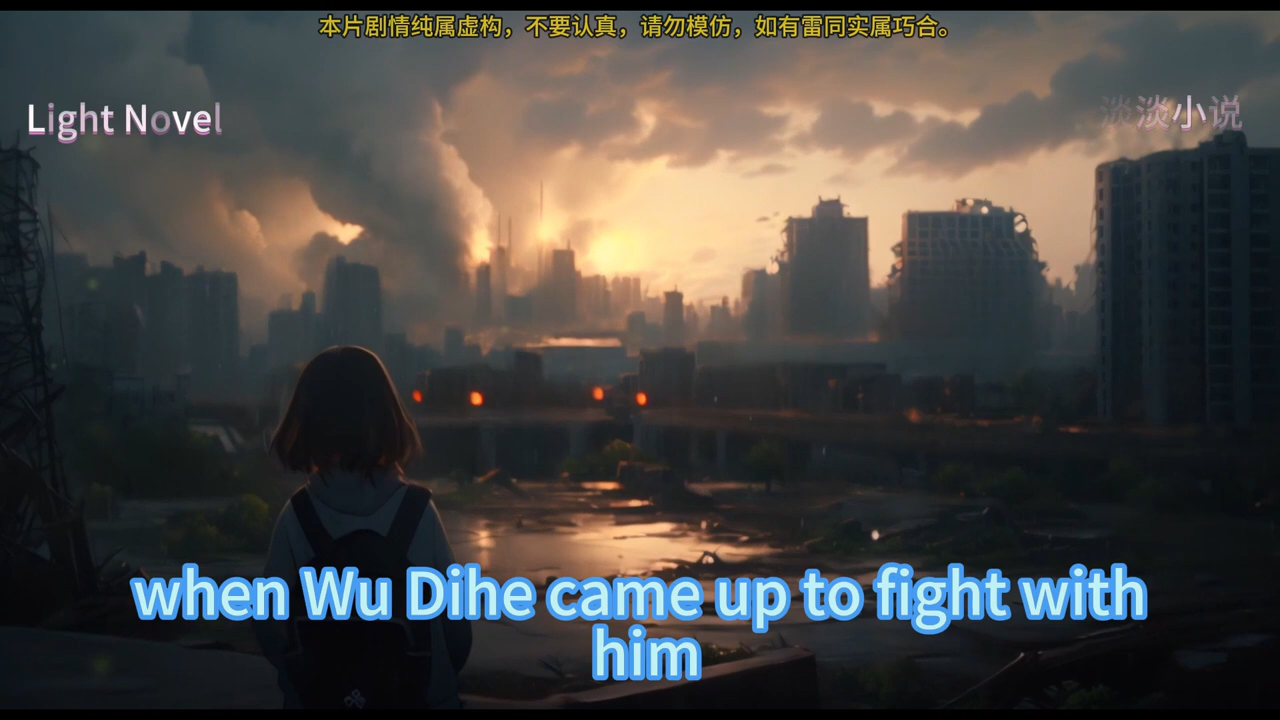 本片剧情纯属虚构，不要认真，请勿模仿，如有雷同实属巧合。
Light Novel
淡淡小说
when Wu Dihe came up to fight with
him